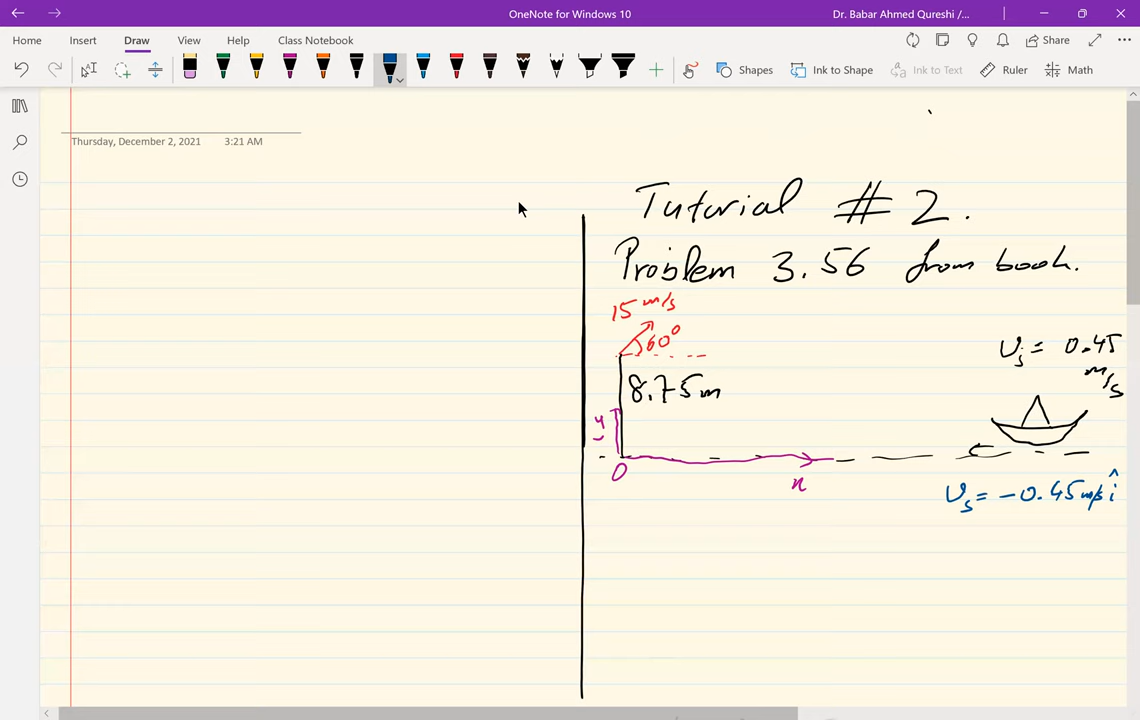 OneNote for Windows 10
Dr. Babar Ahmed Qureshi /...
Home Insert Draw View Help Class Notebook
Share
Shapes Ink to Shape Ink to Text Ruler Math
Thursday, December 2, 2021 3:21 AM
Tutorial # 2.
Problem 3.56 from book.
15 m/s
60°
8.75m
y
O
x
Vs = 0.45
m/s
Vs = -0.45 m/s î